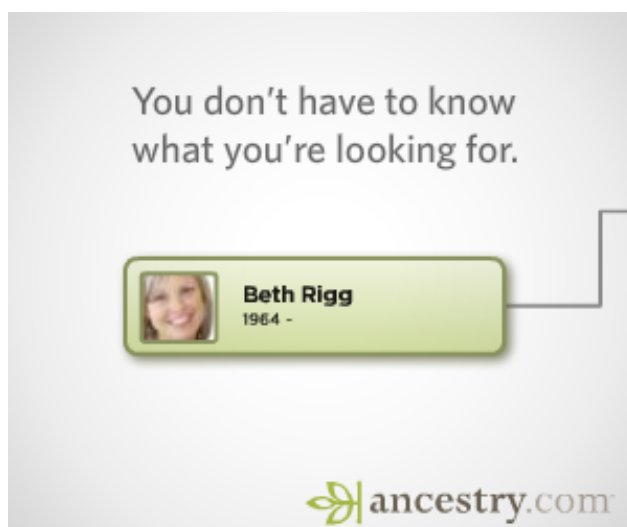 You don't have to know
what you're looking for.
Beth Rigg
1964 -
ancestry.com